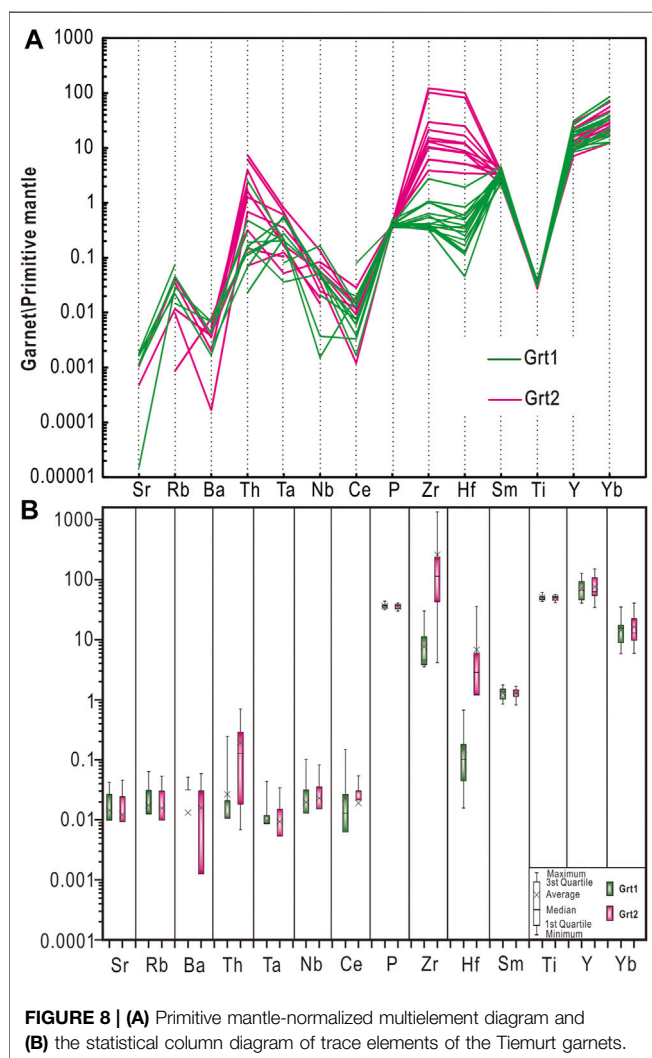 A
1000
100
10
1
0.1
0.01
0.001
0.0001
0.00001
Garnet\Primitive mantle
Grt1
Grt2
Sr Rb Ba Th Ta Nb Ce P Zr Hf Sm Ti Y Yb
B
1000
100
10
1
0.1
0.01
0.001
0.0001
Maximum
3st Quartile
Average
Median
1st Quartile
Minimum
Grt1
Grt2
Sr Rb Ba Th Ta Nb Ce P Zr Hf Sm Ti Y Yb
FIGURE 8 | (A) Primitive mantle-normalized multielement diagram and
(B) the statistical column diagram of trace elements of the Tiemurt garnets.